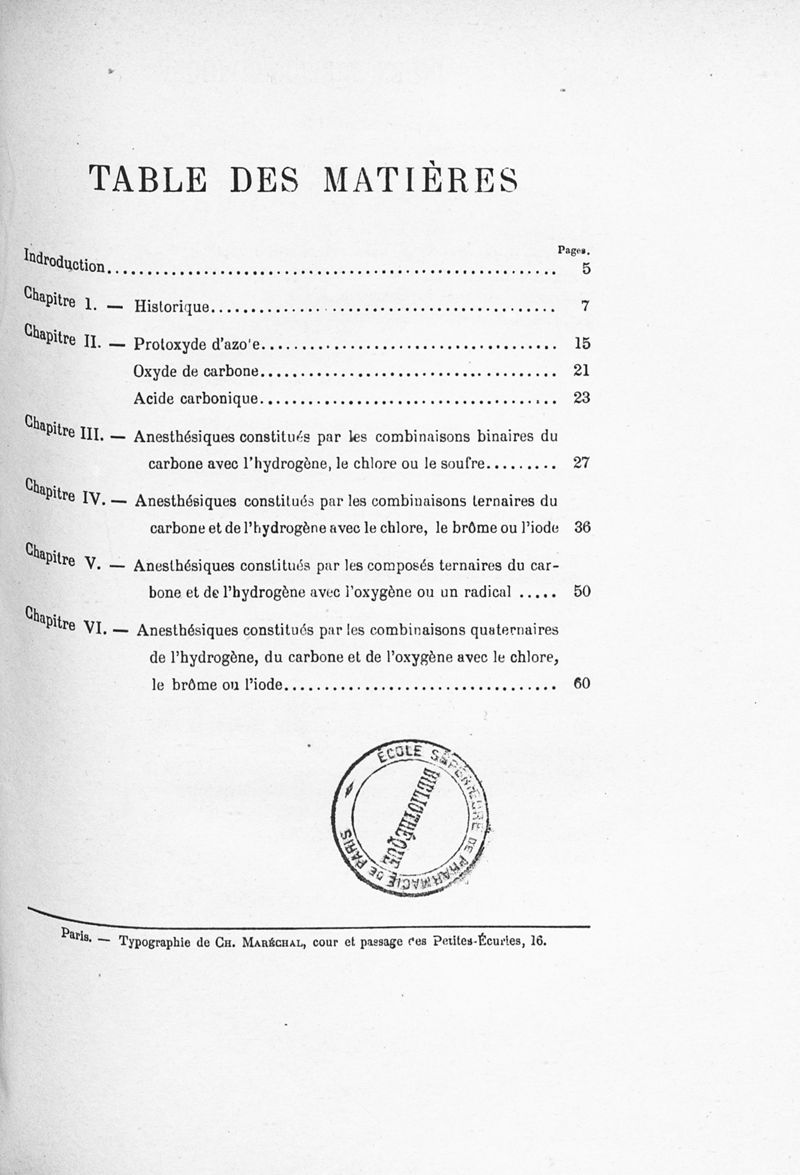 TABLE DES MATIÈRES
Pages.
Indroduction........................................................ 5
Chapitre I. — Historique........................................... 7
Chapitre II. — Protoxyde d'azo'e..................................... 15
Oxyde de carbone..................................... 21
Acide carbonique..................................... 23
Chapitre III. — Anesthésiques constitués par les combinaisons binaires du
carbone avec l'hydrogène, le chlore ou le soufre......... 27
Chapitre IV. — Anesthésiques constitués par les combinaisons ternaires du
carbone et de l'hydrogène avec le chlore, le brôme ou l'iode 36
Chapitre V. — Anesthésiques constitués par les composés ternaires du car-
bone et de l'hydrogène avec l'oxygène ou un radical ..... 50
Chapitre VI. — Anesthésiques constitués par les combinaisons quaternaires
de l'hydrogène, du carbone et de l'oxygène avec le chlore,
le brôme ou l'iode.................................. 60
ÉCOLE SUPÉRIEURE DE PHARMACIE DE PARIS
BIBLIOTHÈQUE
Paris. — Typographie de CH. MARÉCHAL, cour et passage des Petites-Écuries, 16.